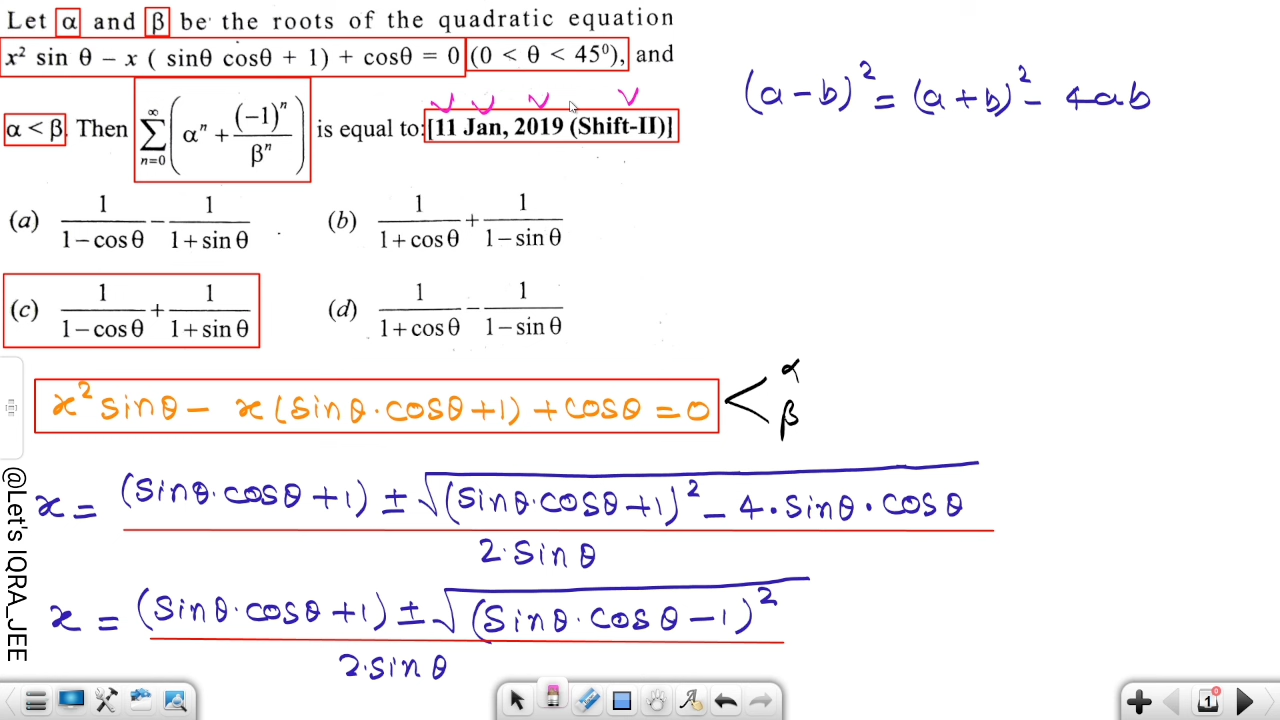 Let α and β be the roots of the quadratic equation
x² sin θ – x ( sinθ cosθ + 1) + cosθ = 0 (0 < θ < 45⁰), and
α < β. Then ∑_{n=0}^{∞} (αⁿ + (-1)ⁿ/βⁿ) is equal to: [11 Jan, 2019 (Shift-II)]
(a) 1/(1−cosθ) − 1/(1+sinθ) (b) 1/(1+cosθ) + 1/(1−sinθ)
(c) 1/(1−cosθ) + 1/(1+sinθ) (d) 1/(1+cosθ) − 1/(1−sinθ)
(a − b)² = (a + b)² − 4ab
x² sinθ − x (sinθ·cosθ + 1) + cosθ = 0 < α β
x = ((sinθ·cosθ + 1) ± √((sinθ·cosθ + 1)² − 4·sinθ·cosθ)) / 2·sinθ
x = ((sinθ·cosθ + 1) ± √((sinθ·cosθ − 1)²)) / 2·sinθ
@Let's IQRA_JEE
1